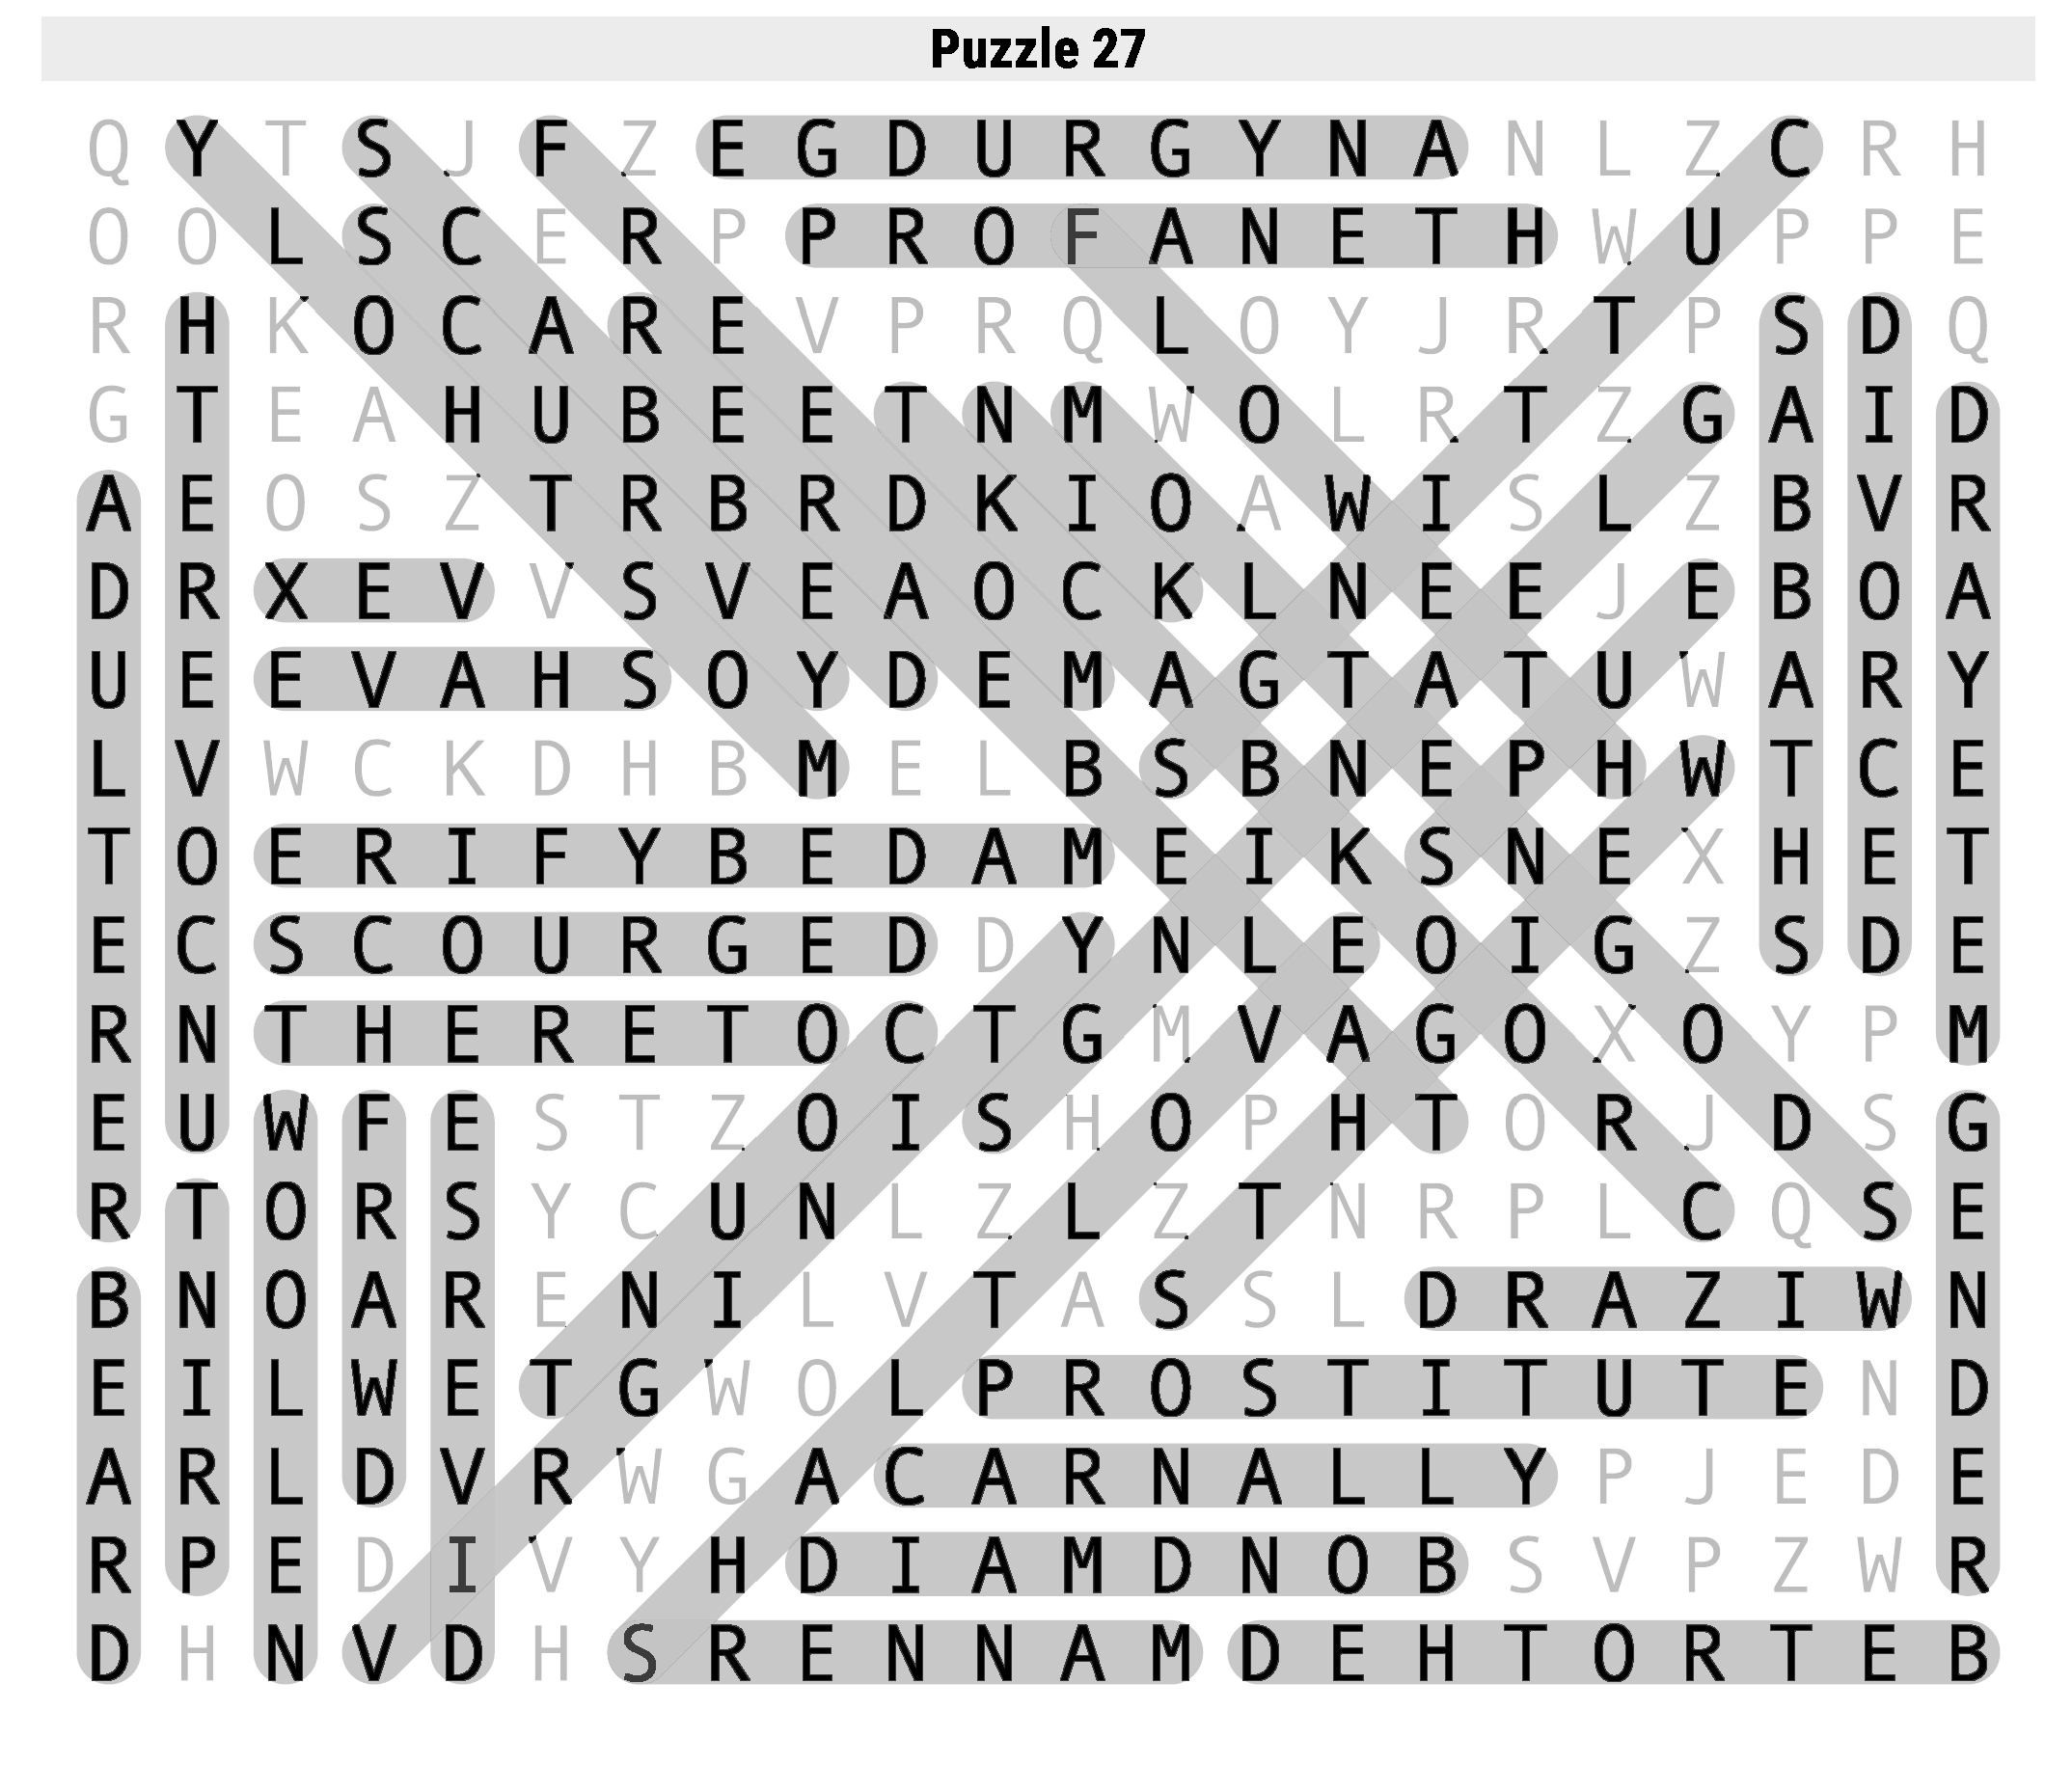 Puzzle 27
Q Y T S J F Z E G D U R G Y N A N L Z C R H
O O L S C E R P P R O F A N E T H W U P P E
R H K O C A R E V P R Q L O Y J R T P S D Q
G T E A H U B E E T N M W O L R T Z G A I D
A E O S Z T R B R D K I O A W I S L Z B V R
D R X E V V S V E A O C K L N E E J E B O A
U E E V A H S O Y D E M A G T A T U W A R Y
L V W C K D H B M E L B S B N E P H W T C E
T O E R I F Y B E D A M E I K S N E X H E T
E C S C O U R G E D D Y N L E O I G Z S D E
R N T H E R E T O C T G M V A G O X O Y P M
E U W F E S T Z O I S H O P H T O R J D S G
R T O R S Y C U N L Z L Z T N R P L C Q S E
B N O A R E N I L V T A S S L D R A Z I W N
E I L W E T G W O L P R O S T I T U T E N D
A R L D V R W G A C A R N A L L Y P J E D E
R P E D I V Y H D I A M D N O B S V P Z W R
D H N V D H S R E N N A M D E H T O R T E B